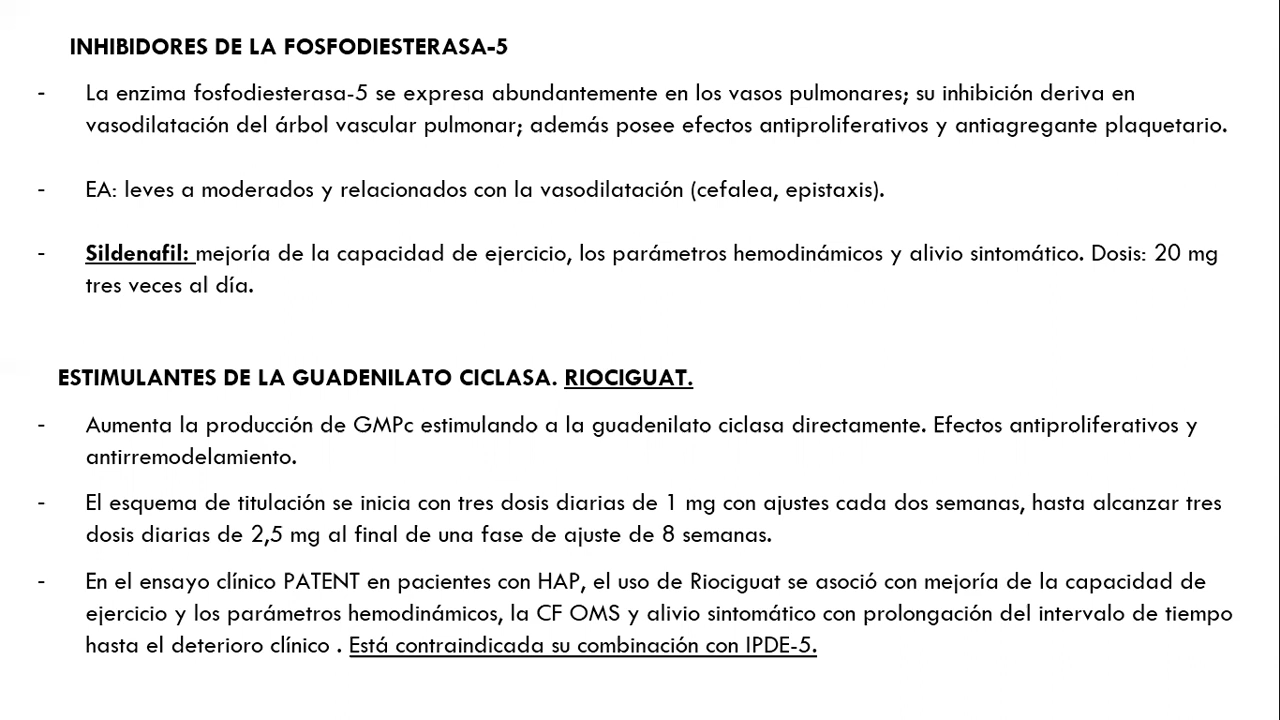 INHIBIDORES DE LA FOSFODIESTERASA-5
- La enzima fosfodiesterasa-5 se expresa abundantemente en los vasos pulmonares; su inhibición deriva en
vasodilatación del árbol vascular pulmonar; además posee efectos antiproliferativos y antiagregante plaquetario.
- EA: leves a moderados y relacionados con la vasodilatación (cefalea, epistaxis).
- Sildenafil: mejoría de la capacidad de ejercicio, los parámetros hemodinámicos y alivio sintomático. Dosis: 20 mg
tres veces al día.
ESTIMULANTES DE LA GUADENILATO CICLASA. RIOCIGUAT.
- Aumenta la producción de GMPc estimulando a la guadenilato ciclasa directamente. Efectos antiproliferativos y
antirremodelamiento.
- El esquema de titulación se inicia con tres dosis diarias de 1 mg con ajustes cada dos semanas, hasta alcanzar tres
dosis diarias de 2,5 mg al final de una fase de ajuste de 8 semanas.
- En el ensayo clínico PATENT en pacientes con HAP, el uso de Riociguat se asoció con mejoría de la capacidad de
ejercicio y los parámetros hemodinámicos, la CF OMS y alivio sintomático con prolongación del intervalo de tiempo
hasta el deterioro clínico . Está contraindicada su combinación con IPDE-5.